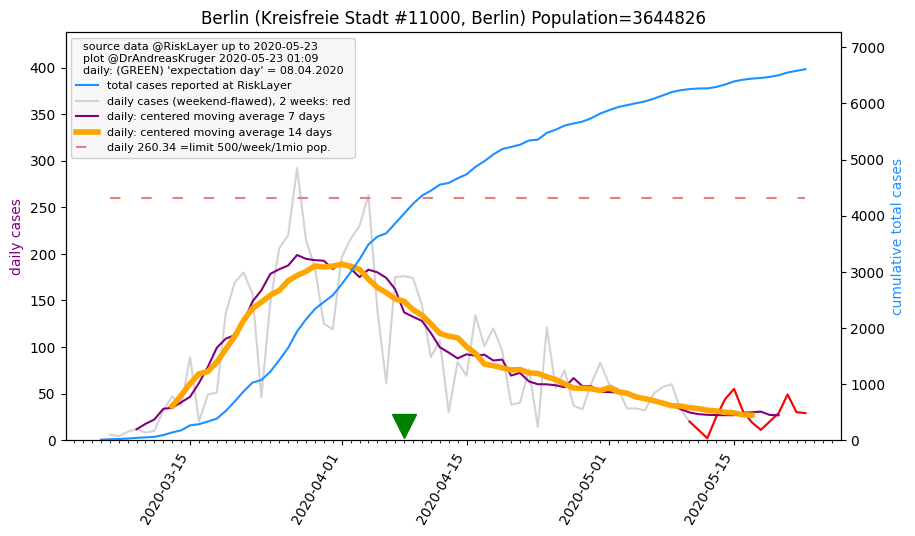 Berlin (Kreisfreie Stadt #11000, Berlin) Population=3644826
source data @RiskLayer up to 2020-05-23
plot @DrAndreasKruger 2020-05-23 01:09
daily: (GREEN) 'expectation day' = 08.04.2020
total cases reported at RiskLayer
daily cases (weekend-flawed), 2 weeks: red
daily: centered moving average 7 days
daily: centered moving average 14 days
daily 260.34 =limit 500/week/1mio pop.
daily cases
400
350
300
250
200
150
100
50
0
cumulative total cases
7000
6000
5000
4000
3000
2000
1000
0
2020-03-15
2020-04-01
2020-04-15
2020-05-01
2020-05-15